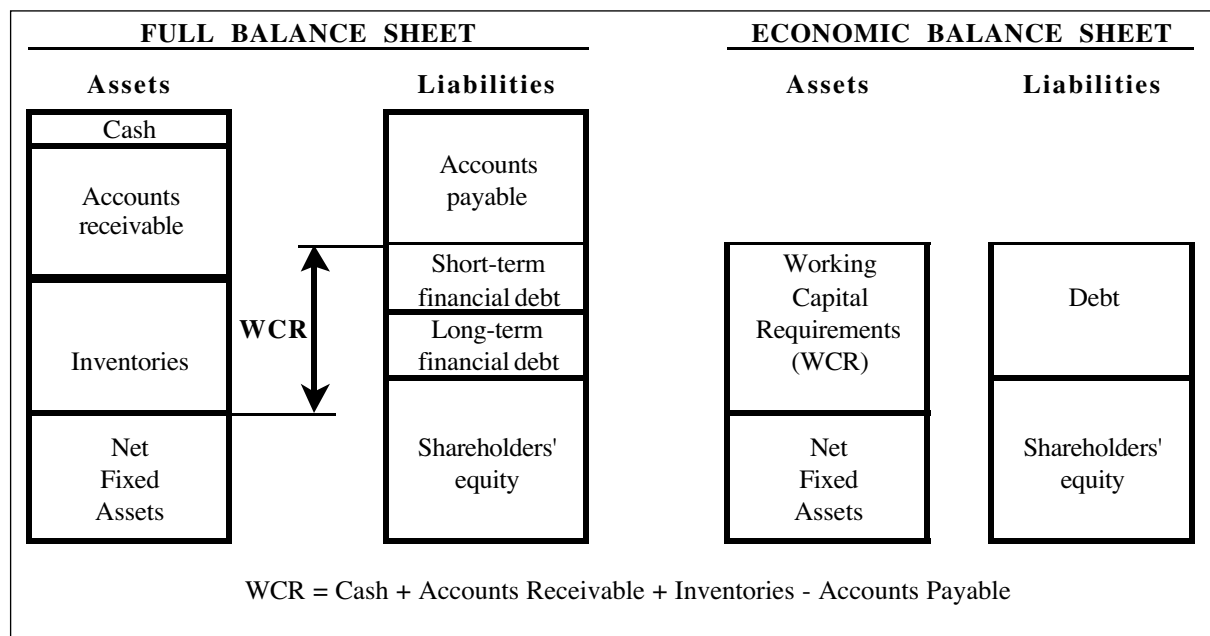 FULL BALANCE SHEET
Assets
Liabilities
Cash
Accounts
receivable
Inventories
Net
Fixed
Assets
WCR
Accounts
payable
Short-term
financial debt
Long-term
financial debt
Shareholders'
equity
ECONOMIC BALANCE SHEET
Assets
Liabilities
Working
Capital
Requirements
(WCR)
Net
Fixed
Assets
Debt
Shareholders'
equity
WCR = Cash + Accounts Receivable + Inventories - Accounts Payable